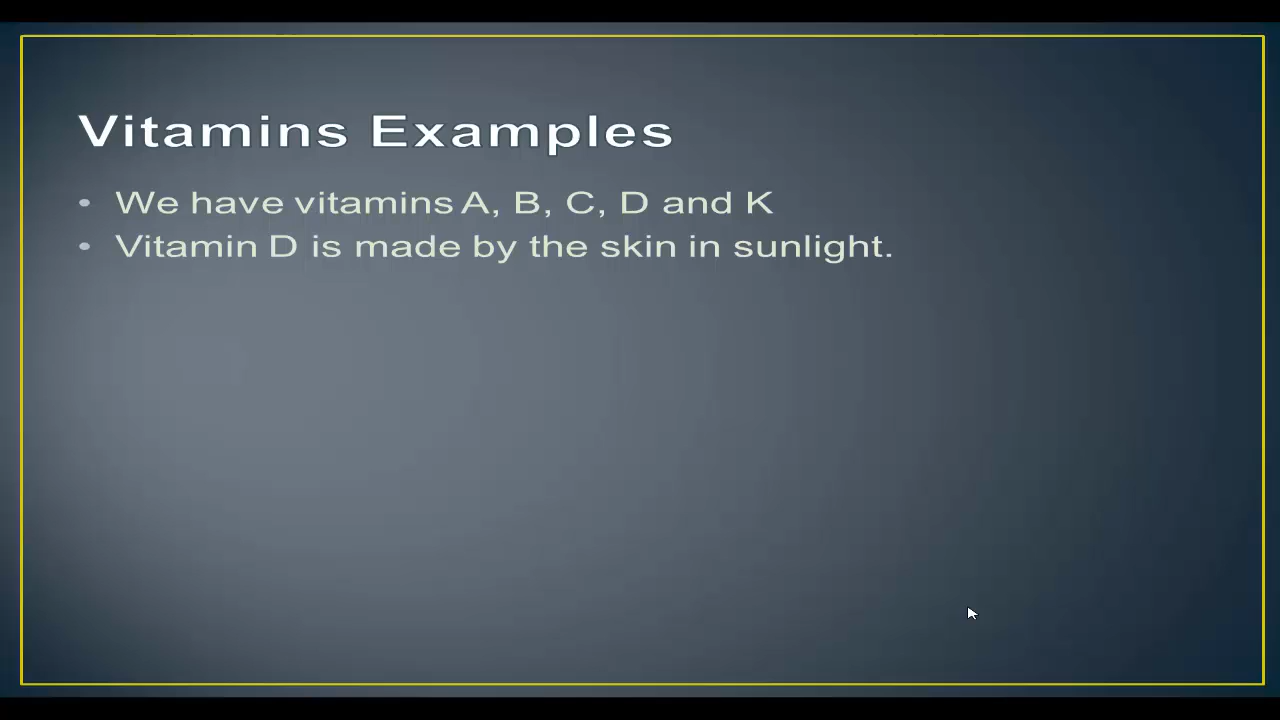 Vitamins Examples
• We have vitamins A, B, C, D and K
• Vitamin D is made by the skin in sunlight.